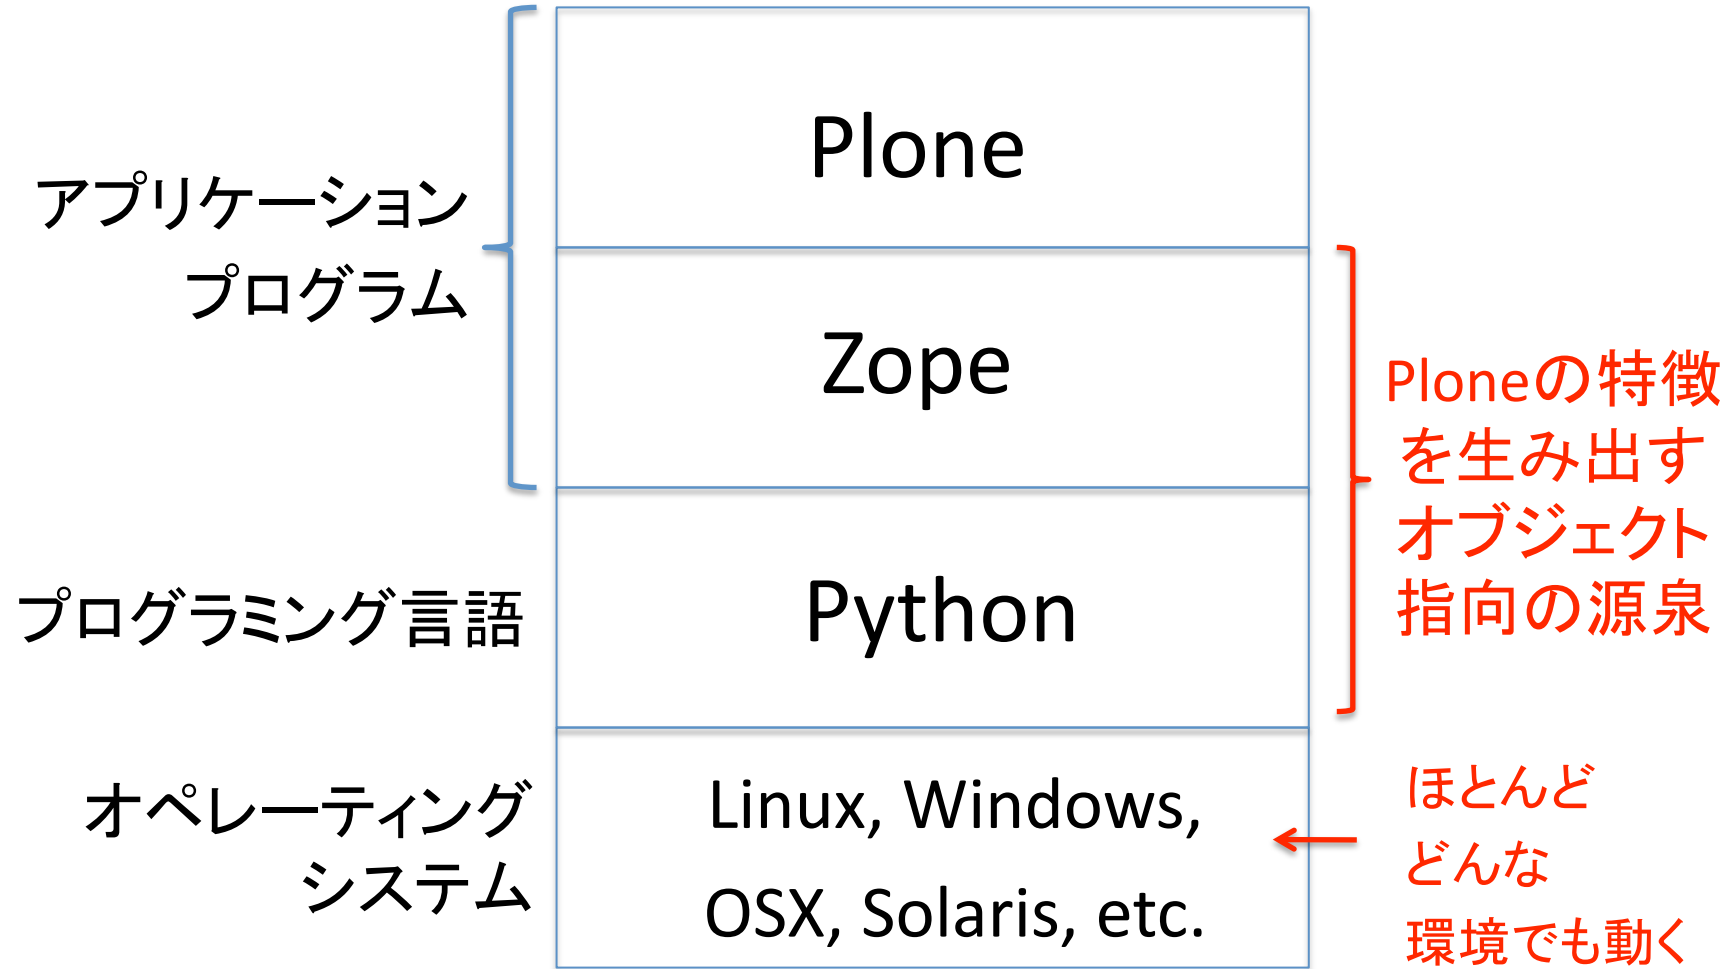 Plone
アプリケーション
プログラム
Zope
Ploneの特徴
を生み出す
オブジェクト
指向の源泉
プログラミング言語
Python
オペレーティング
システム
Linux, Windows,
OSX, Solaris, etc.
ほとんど
どんな
環境でも動く